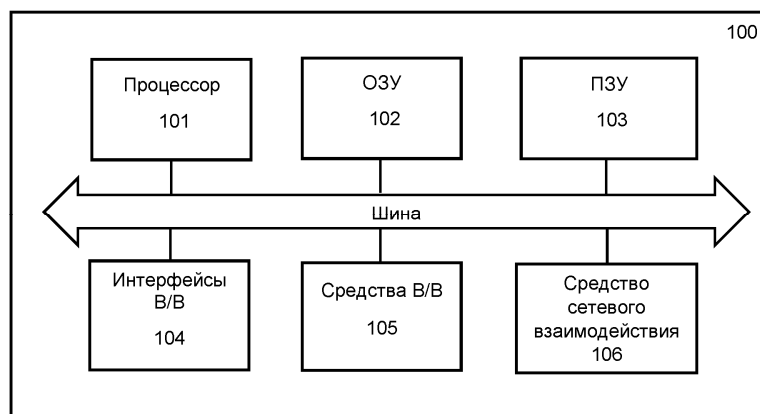 100
Процессор
101
ОЗУ
102
ПЗУ
103
Шина
Интерфейсы
В/В
104
Средства В/В
105
Средство
сетевого
взаимодействия
106